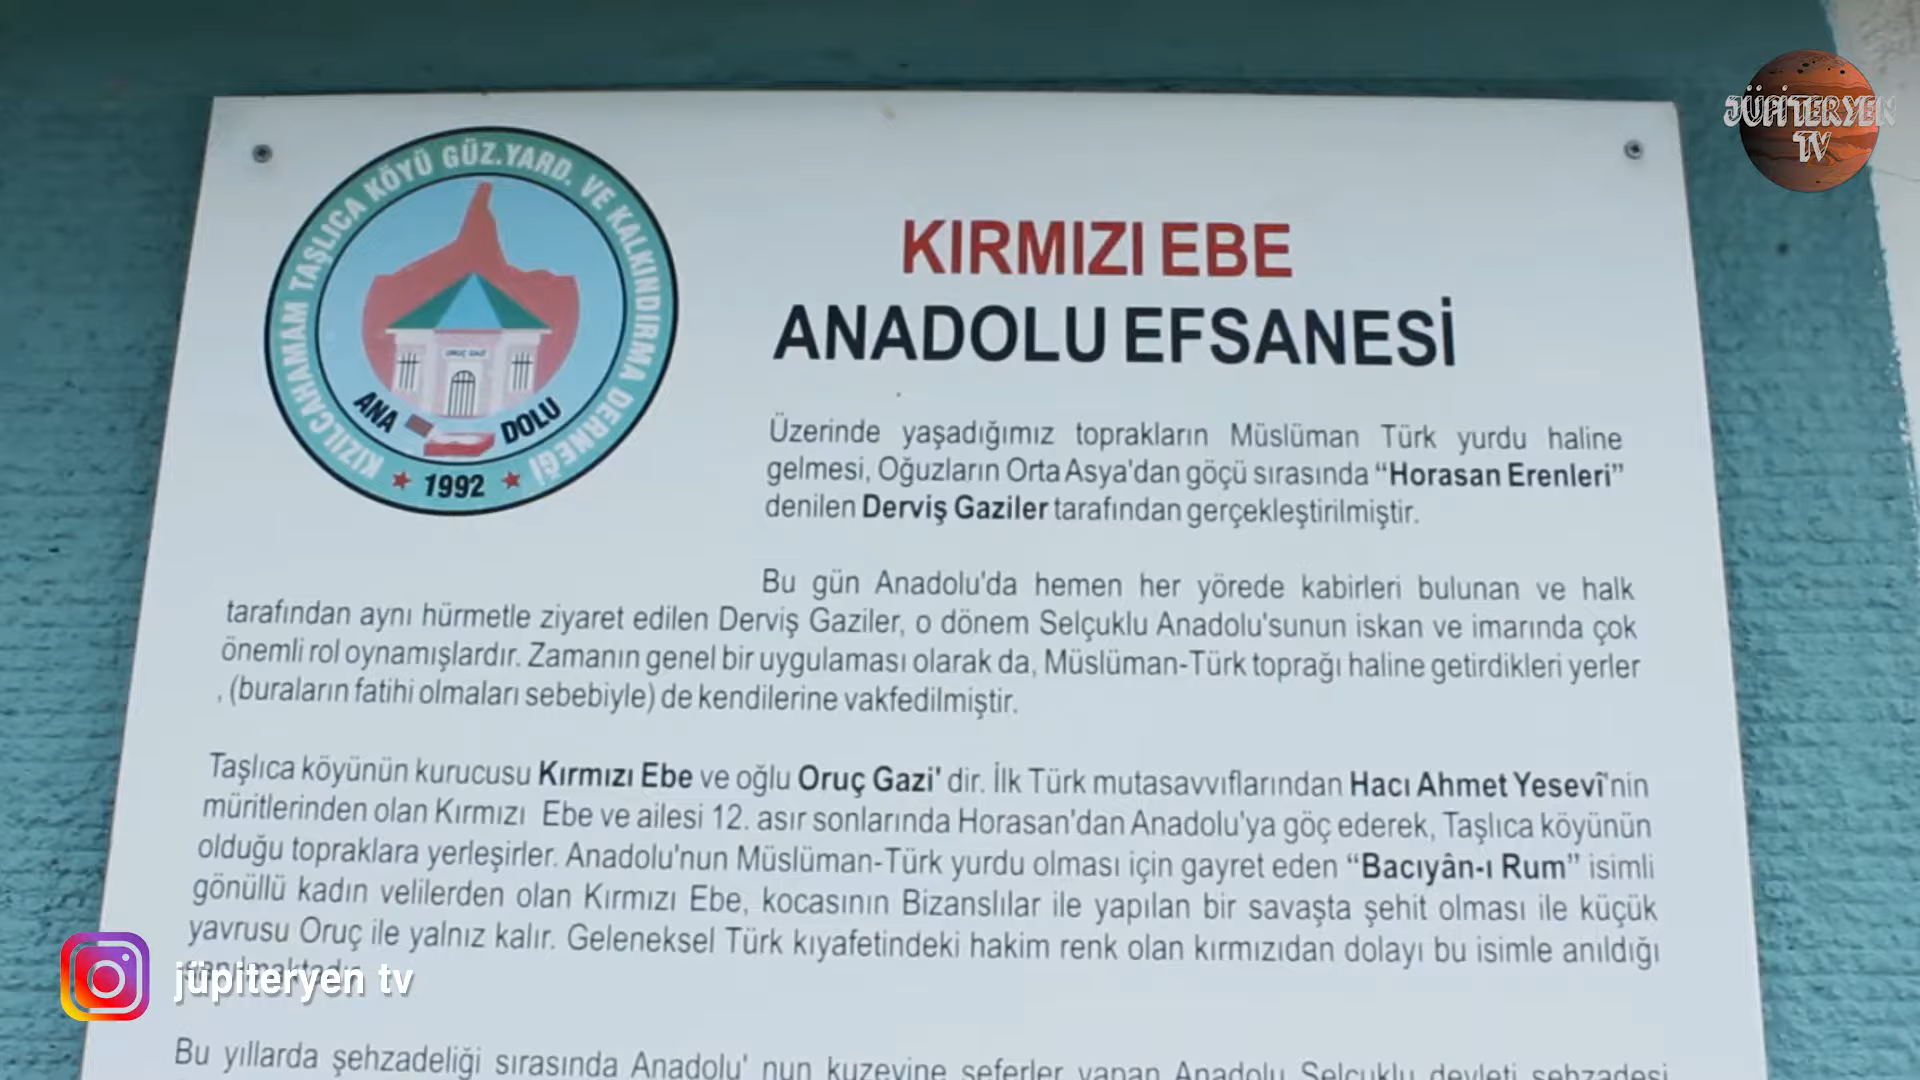 JÜPİTERYEN
TV
KIZILCAHAMAM TAŞLICA KÖYÜ GÜZ.YARD. VE KALKINDIRMA DERNEĞİ
ORUÇ GAZİ
ANA DOLU
1992
KIRMIZI EBE
ANADOLU EFSANESİ
Üzerinde yaşadığımız toprakların Müslüman Türk yurdu haline
gelmesi, Oğuzların Orta Asya'dan göçü sırasında “Horasan Erenleri”
denilen Derviş Gaziler tarafından gerçekleştirilmiştir.
Bu gün Anadolu'da hemen her yörede kabirleri bulunan ve halk
tarafından aynı hürmetle ziyaret edilen Derviş Gaziler, o dönem Selçuklu Anadolu'sunun iskan ve imarında çok
önemli rol oynamışlardır. Zamanın genel bir uygulaması olarak da, Müslüman-Türk toprağı haline getirdikleri yerler
, (buraların fatihi olmaları sebebiyle) de kendilerine vakfedilmiştir.
Taşlıca köyünün kurucusu Kırmızı Ebe ve oğlu Oruç Gazi' dir. İlk Türk mutasavvıflarından Hacı Ahmet Yesevî'nin
müritlerinden olan Kırmızı Ebe ve ailesi 12. asır sonlarında Horasan'dan Anadolu'ya göç ederek, Taşlıca köyünün
olduğu topraklara yerleşirler. Anadolu'nun Müslüman-Türk yurdu olması için gayret eden “Bacıyân-ı Rum” isimli
gönüllü kadın velilerden olan Kırmızı Ebe, kocasının Bizanslılar ile yapılan bir savaşta şehit olması ile küçük
yavrusu Oruç ile yalnız kalır. Geleneksel Türk kıyafetindeki hakim renk olan kırmızıdan dolayı bu isimle anıldığı
jüpiteryen tv
Bu yıllarda şehzadeliği sırasında Anadolu' nun kuzeyine seferler yapan Anadolu Selçuklu devleti şehzadesi